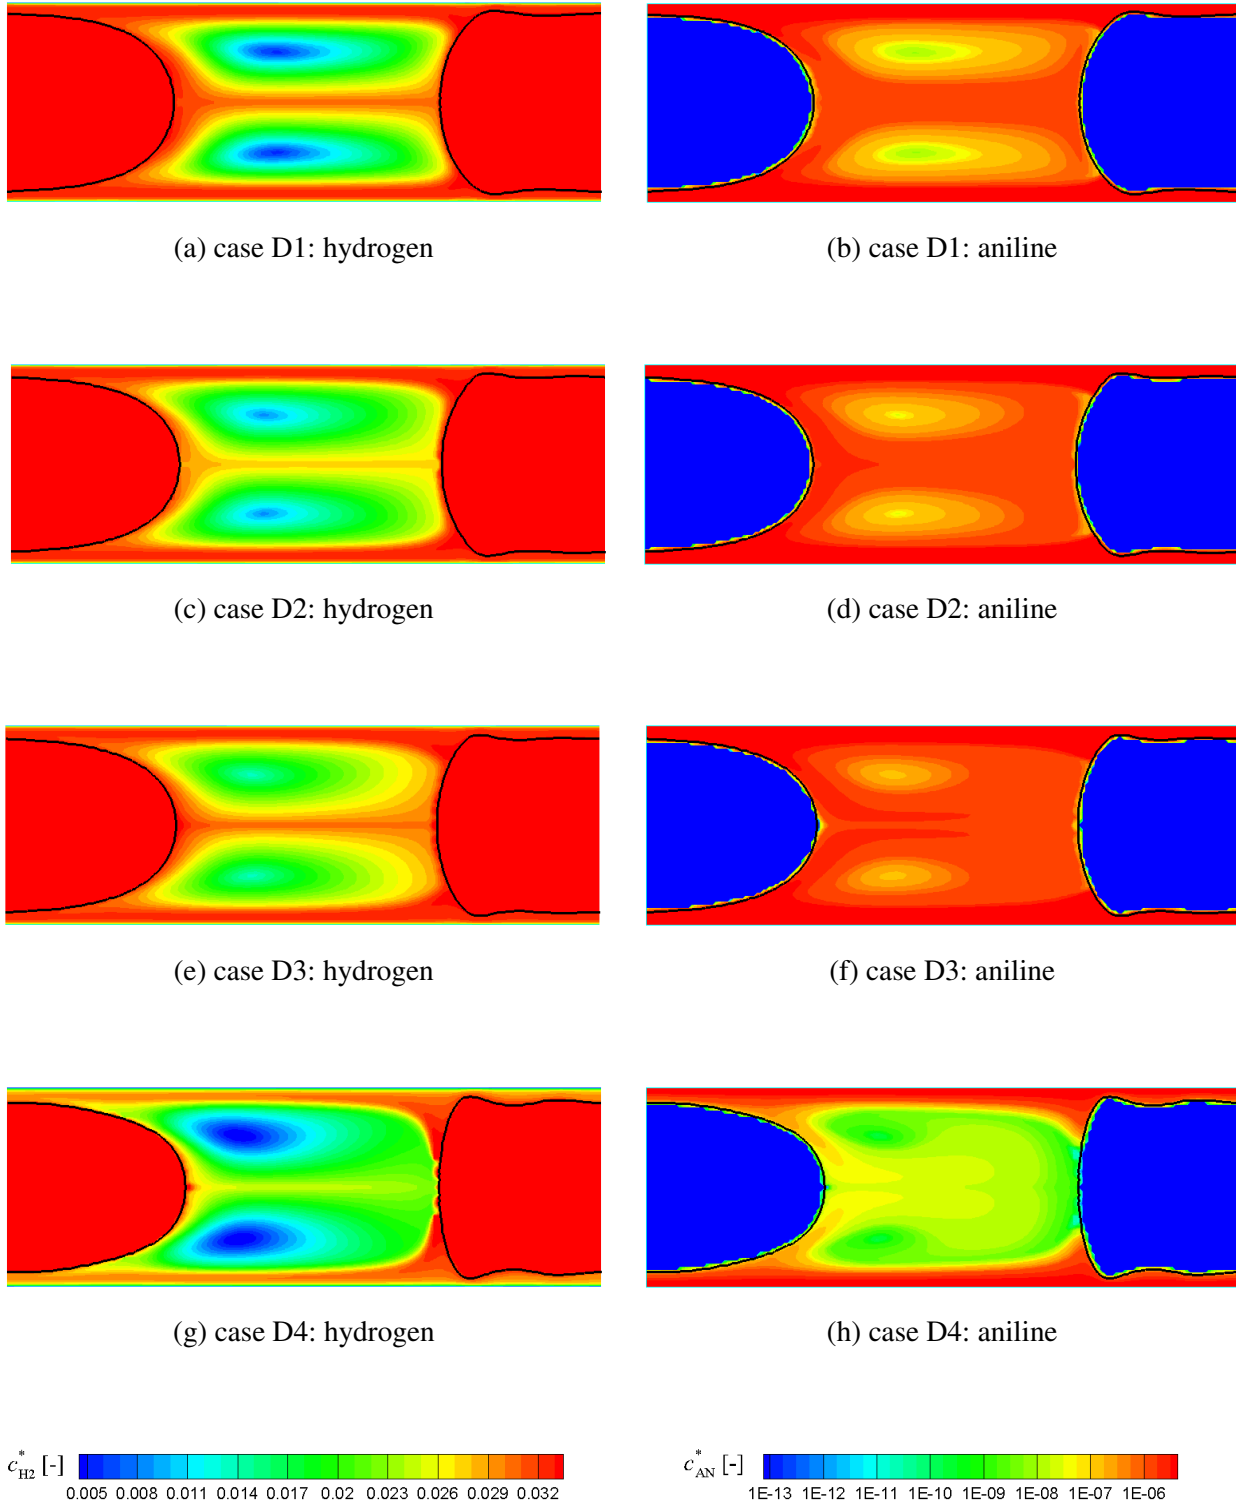 (a) case D1: hydrogen
(b) case D1: aniline
(c) case D2: hydrogen
(d) case D2: aniline
(e) case D3: hydrogen
(f) case D3: aniline
(g) case D4: hydrogen
(h) case D4: aniline
c*H2 [-]
0.005 0.008 0.011 0.014 0.017 0.02 0.023 0.026 0.029 0.032
c*AN [-]
1E-13 1E-12 1E-11 1E-10 1E-09 1E-08 1E-07 1E-06